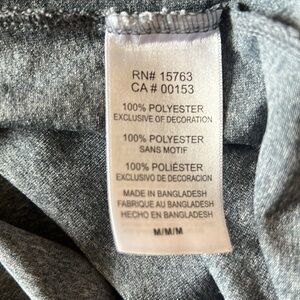 RN# 15763
CA # 00153
100% POLYESTER
EXCLUSIVE OF DECORATION
100% POLYESTER
SANS MOTIF
100% POLIÉSTER
EXCLUSIVO DE DECORACION
MADE IN BANGLADESH
FABRIQUE AU BANGLADESH
HECHO EN BANGLADESH
M/M/M